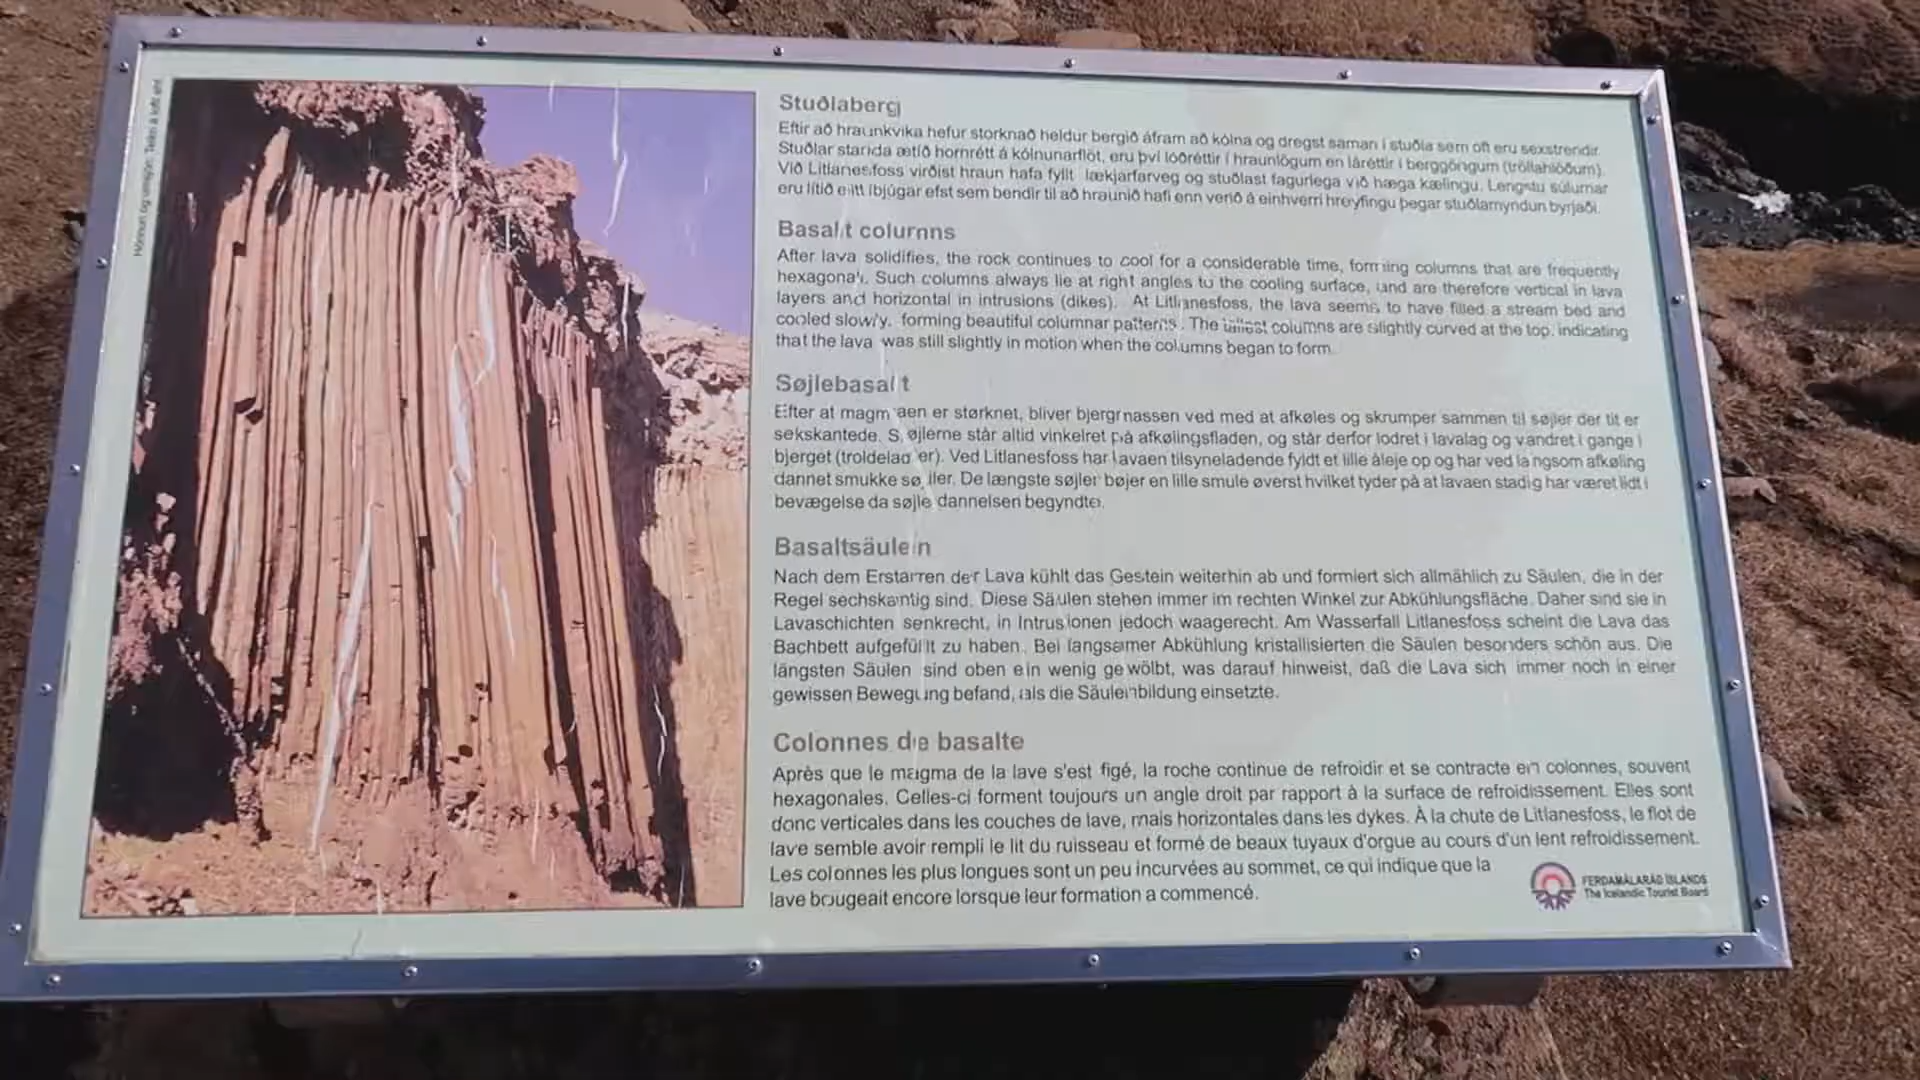 Stuðlaberg
Eftir að hraunkvika hefur storknað heldur bergið áfram að kólna og dregst saman í stuðla sem oft eru sexstrendir.
Stuðlar standa ætíð hornrétt á kólnunarflöt, eru því lóðréttir í hraunlögum en láréttir í berggöngum (tröllahlöðum).
Við Litlanesfoss virðist hraun hafa fyllt lækjarfarveg og stuðlast fagurlega við hæga kælingu. Lengstu súlurnar
eru lítið eitt íbjúgar efst sem bendir til að hraunið hafi enn verið á einhverri hreyfingu þegar stuðlamyndun byrjaði.
Basalt columns
After lava solidifies, the rock continues to cool for a considerable time, forming columns that are frequently
hexagonal. Such columns always lie at right angles to the cooling surface, and are therefore vertical in lava
layers and horizontal in intrusions (dikes). At Litlanesfoss, the lava seems to have filled a stream bed and
cooled slowly, forming beautiful columnar patterns. The tallest columns are slightly curved at the top, indicating
that the lava was still slightly in motion when the columns began to form.
Søjlebasalt
Efter at magmaen er størknet, bliver bjergmassen ved med at afkøles og skrumper sammen til søjler der tit er
sekskantede. Søjlerne står altid vinkelret på afkølingsfladen, og står derfor lodret i lavalag og vandret i gange i
bjerget (troldelader). Ved Litlanesfoss har lavaen tilsyneladende fyldt et lille åleje op og har ved langsom afkøling
dannet smukke søjler. De længste søjler bøjer en lille smule øverst hvilket tyder på at lavaen stadig har været lidt i
bevægelse da søjledannelsen begyndte.
Basaltsäulen
Nach dem Erstarren der Lava kühlt das Gestein weiterhin ab und formiert sich allmählich zu Säulen, die in der
Regel sechskantig sind. Diese Säulen stehen immer im rechten Winkel zur Abkühlungsfläche. Daher sind sie in
Lavaschichten senkrecht, in Intrusionen jedoch waagerecht. Am Wasserfall Litlanesfoss scheint die Lava das
Bachbett aufgefüllt zu haben. Bei langsamer Abkühlung kristallisierten die Säulen besonders schön aus. Die
längsten Säulen sind oben ein wenig gewölbt, was darauf hinweist, daß die Lava sich immer noch in einer
gewissen Bewegung befand, als die Säulenbildung einsetzte.
Colonnes de basalte
Après que le magma de la lave s'est figé, la roche continue de refroidir et se contracte en colonnes, souvent
hexagonales. Celles-ci forment toujours un angle droit par rapport à la surface de refroidissement. Elles sont
donc verticales dans les couches de lave, mais horizontales dans les dykes. À la chute de Litlanesfoss, le flot de
lave semble avoir rempli le lit du ruisseau et formé de beaux tuyaux d'orgue au cours d'un lent refroidissement.
Les colonnes les plus longues sont un peu incurvées au sommet, ce qui indique que la
lave bougeait encore lorsque leur formation a commencé.
FERÐAMÁLARÁÐ ÍSLANDS
The Icelandic Tourist Board